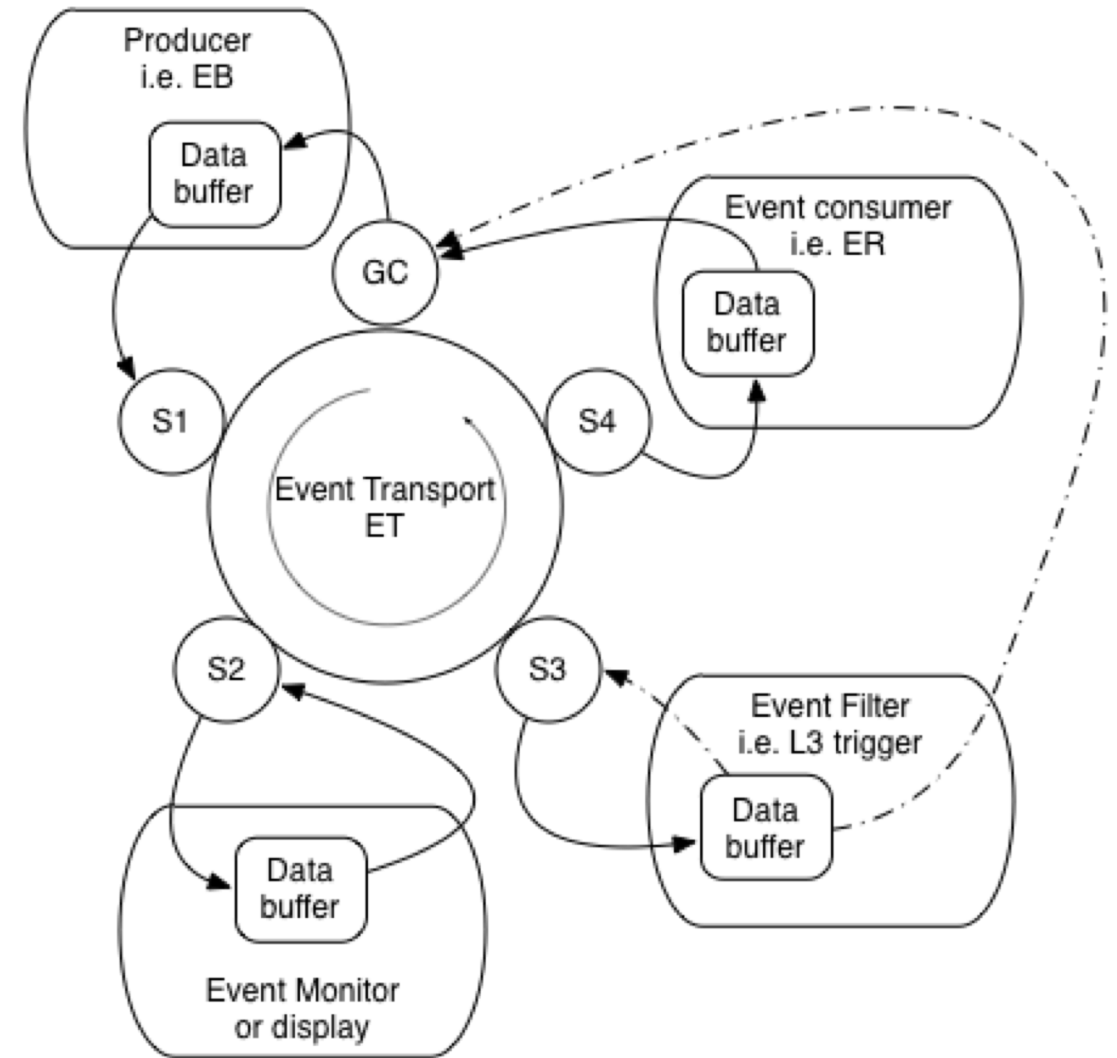 Producer
i.e. EB
Data
buffer
GC
Event consumer
i.e. ER
Data
buffer
S1
S4
Event Transport
ET
S2
S3
Event Filter
i.e. L3 trigger
Data
buffer
Data
buffer
Event Monitor
or display